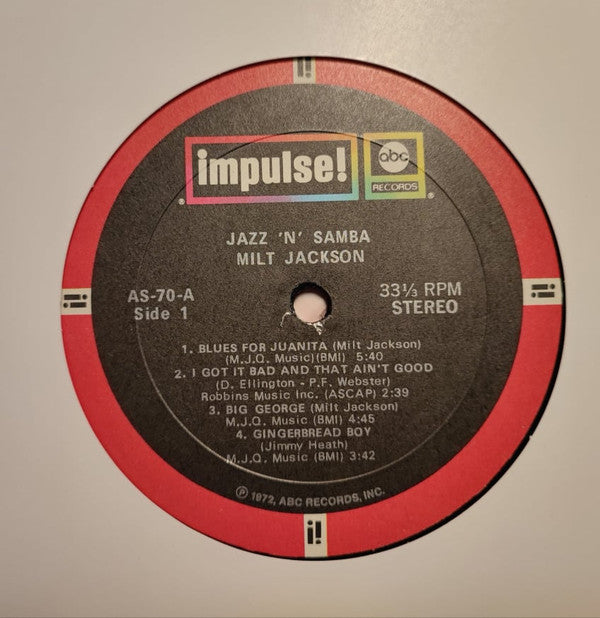 i!
impulse!
®
abc
RECORDS
®
JAZZ 'N' SAMBA
MILT JACKSON
i!
i!
AS-70-A
Side 1
33⅓ RPM
STEREO
1. BLUES FOR JUANITA (Milt Jackson)
(M.J.Q. Music)(BMI) 5:40
2. I GOT IT BAD AND THAT AIN'T GOOD
(D. Ellington - P.F. Webster)
Robbins Music Inc. (ASCAP) 2:39
3. BIG GEORGE (Milt Jackson)
M.J.Q. Music (BMI) 4:45
4. GINGERBREAD BOY
(Jimmy Heath)
M.J.Q. Music (BMI) 3:42
℗ 1972, ABC RECORDS, INC.
i!